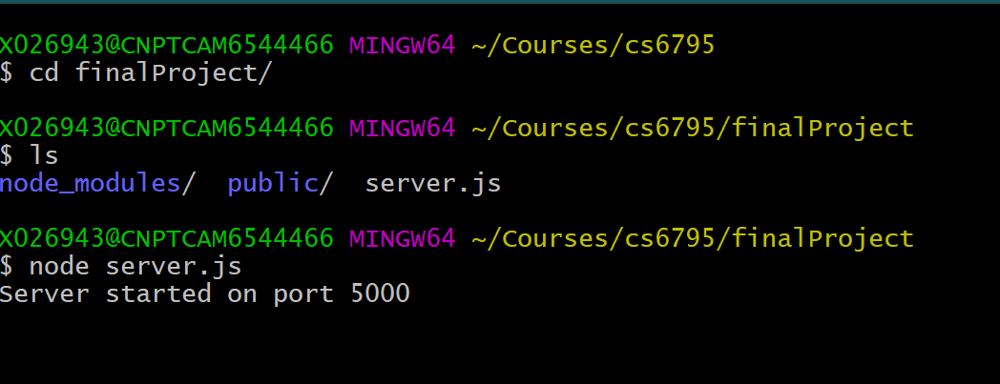 X026943@CNPTCAM6544466 MINGW64 ~/Courses/cs6795
$ cd finalProject/
X026943@CNPTCAM6544466 MINGW64 ~/Courses/cs6795/finalProject
$ ls
node_modules/  public/  server.js
X026943@CNPTCAM6544466 MINGW64 ~/Courses/cs6795/finalProject
$ node server.js
Server started on port 5000